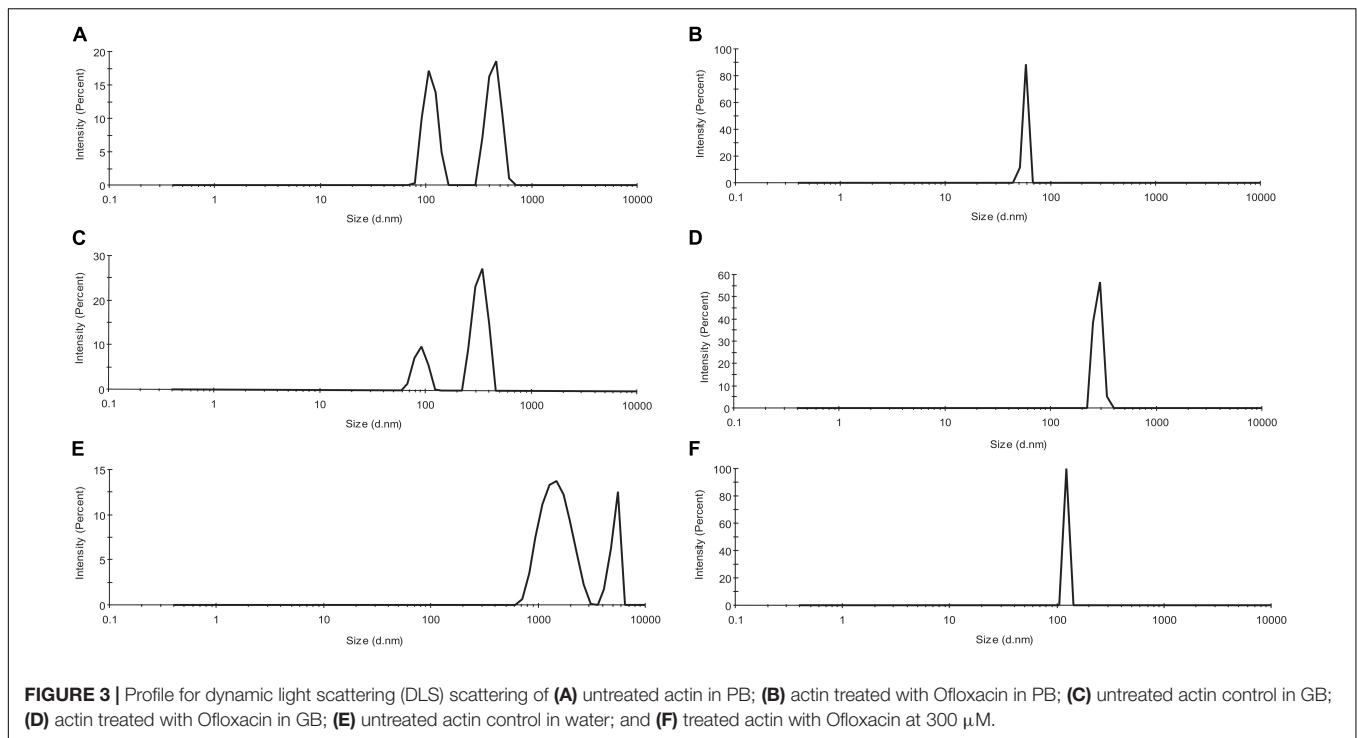 A
20
15
10
5
0
Intensity (Percent)
0.1 1 10 100 1000 10000
Size (d.nm)
B
100
80
60
40
20
0
Intensity (Percent)
0.1 1 10 100 1000 10000
Size (d.nm)
C
30
20
10
0
Intensity (Percent)
0.1 1 10 100 1000 10000
Size (d.nm)
D
60
50
40
30
20
10
0
Intensity (Percent)
0.1 1 10 100 1000 10000
Size (d.nm)
E
15
10
5
0
Intensity (Percent)
0.1 1 10 100 1000 10000
Size (d.nm)
F
100
80
60
40
20
0
Intensity (Percent)
0.1 1 10 100 1000 10000
Size (d.nm)
FIGURE 3 | Profile for dynamic light scattering (DLS) scattering of (A) untreated actin in PB; (B) actin treated with Ofloxacin in PB; (C) untreated actin control in GB;
(D) actin treated with Ofloxacin in GB; (E) untreated actin control in water; and (F) treated actin with Ofloxacin at 300 μM.